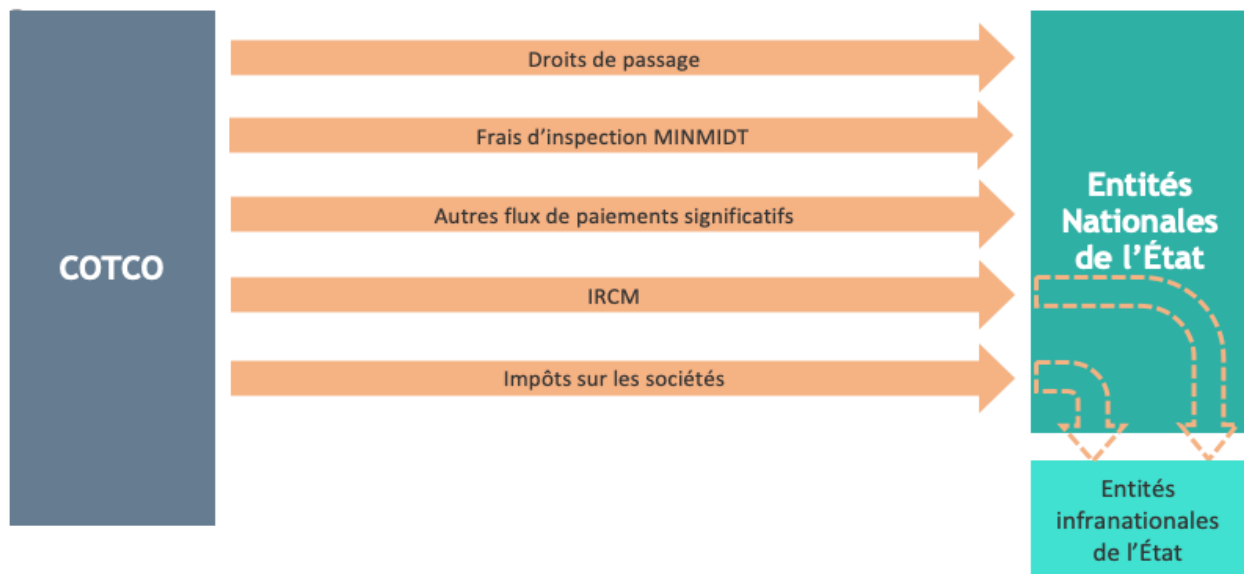 COTCO
Droits de passage
Frais d'inspection MINMIDT
Autres flux de paiements significatifs
IRCM
Impôts sur les sociétés
Entités
Nationales
de l'État
Entités
infranationales
de l'État